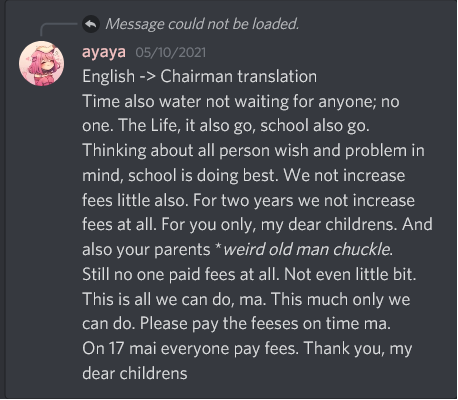 Message could not be loaded.
ayaya 05/10/2021
English -> Chairman translation
Time also water not waiting for anyone; no
one. The Life, it also go, school also go.
Thinking about all person wish and problem in
mind, school is doing best. We not increase
fees little also. For two years we not increase
fees at all. For you only, my dear childrens. And
also your parents *weird old man chuckle.
Still no one paid fees at all. Not even little bit.
This is all we can do, ma. This much only we
can do. Please pay the feeses on time ma.
On 17 mai everyone pay fees. Thank you, my
dear childrens